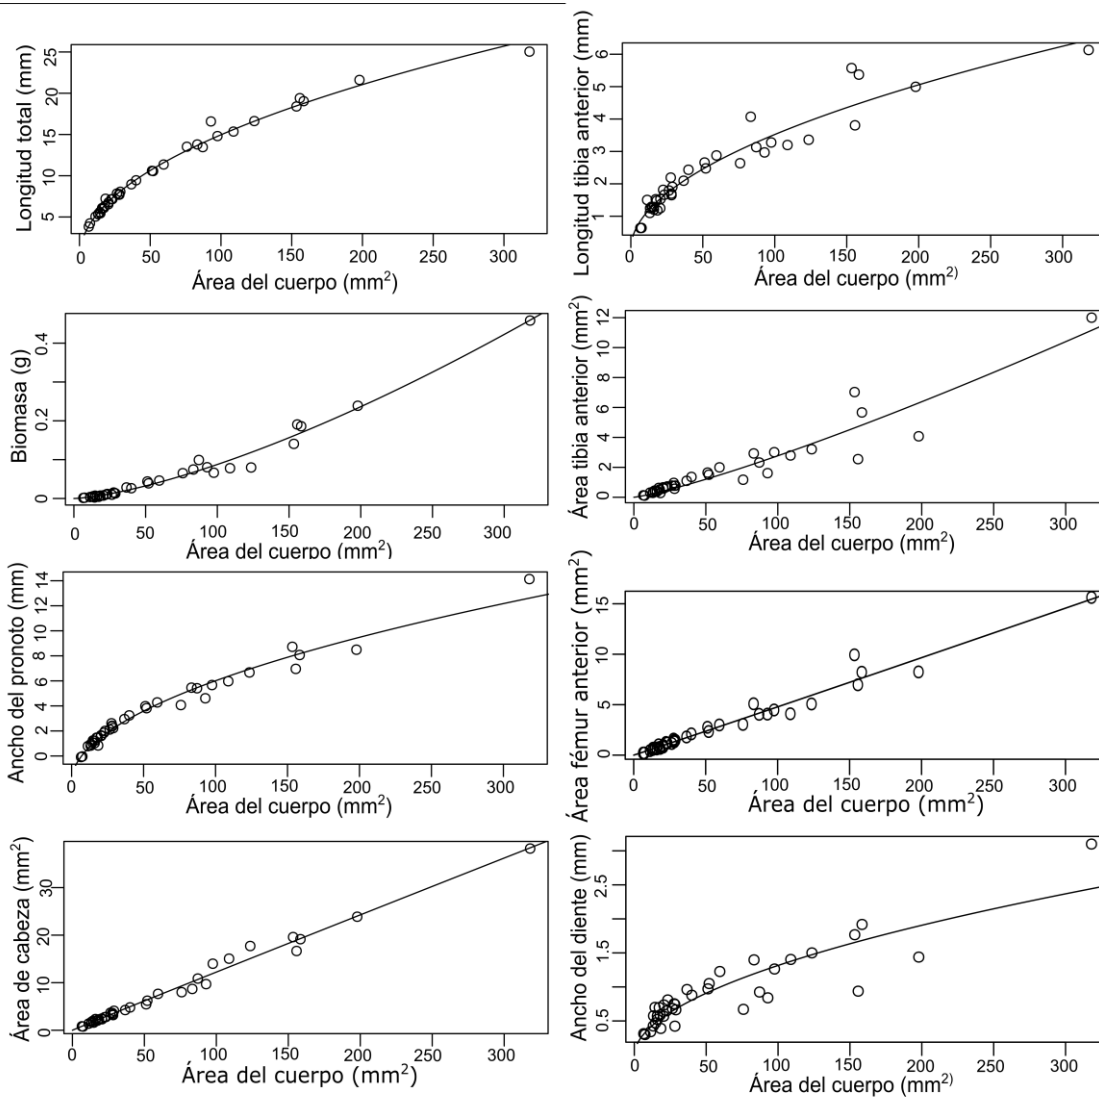 Longitud total (mm)
25
20
15
10
5
0 50 100 150 200 250 300
Área del cuerpo (mm²)
Longitud tibia anterior (mm)
6
5
4
3
2
1
0 50 100 150 200 250 300
Área del cuerpo (mm²)
Biomasa (g)
0.4
0.2
0
0 50 100 150 200 250 300
Área del cuerpo (mm²)
Área tibia anterior (mm²)
12
10
8
6
4
2
0
0 50 100 150 200 250 300
Área del cuerpo (mm²)
Ancho del pronoto (mm)
14
12
10
8
6
4
2
0
0 50 100 150 200 250 300
Área del cuerpo (mm²)
Área fémur anterior (mm²
15
10
5
0
0 50 100 150 200 250 300
Área del cuerpo (mm²)
Área de cabeza (mm²)
30
20
10
0
0 50 100 150 200 250 300
Área del cuerpo (mm²)
Ancho del diente (mm)
2.5
1.5
0.5
0 50 100 150 200 250 300
Área del cuerpo (mm²)